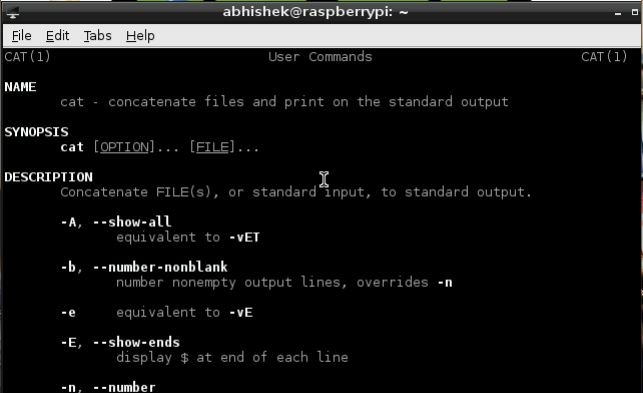 abhishek@raspberrypi: ~
File Edit Tabs Help
CAT(1) User Commands CAT(1)
NAME
cat - concatenate files and print on the standard output
SYNOPSIS
cat [OPTION]... [FILE]...
DESCRIPTION
Concatenate FILE(s), or standard input, to standard output.
-A, --show-all
equivalent to -vET
-b, --number-nonblank
number nonempty output lines, overrides -n
-e equivalent to -vE
-E, --show-ends
display $ at end of each line
-n, --number